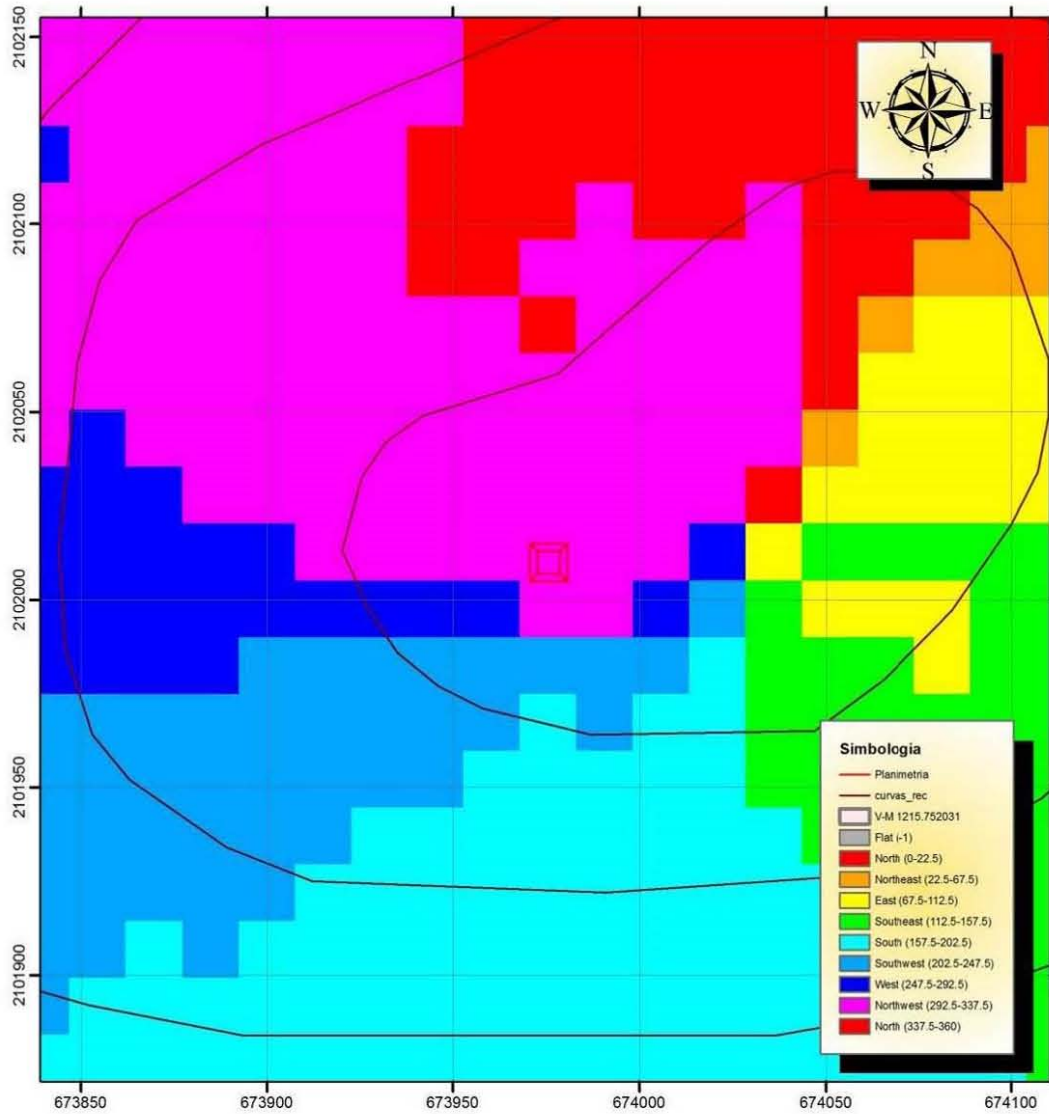 2102150
2102100
2102050
2102000
2101950
2101900
N
W
E
S
Simbologia
Planimetria
curvas_rec
V-M 1215.752031
Flat (-1)
North (0-22.5)
Northeast (22.5-67.5)
East (67.5-112.5)
Southeast (112.5-157.5)
South (157.5-202.5)
Southwest (202.5-247.5)
West (247.5-292.5)
Northwest (292.5-337.5)
North (337.5-360)
673850
673900
673950
674000
674050
674100